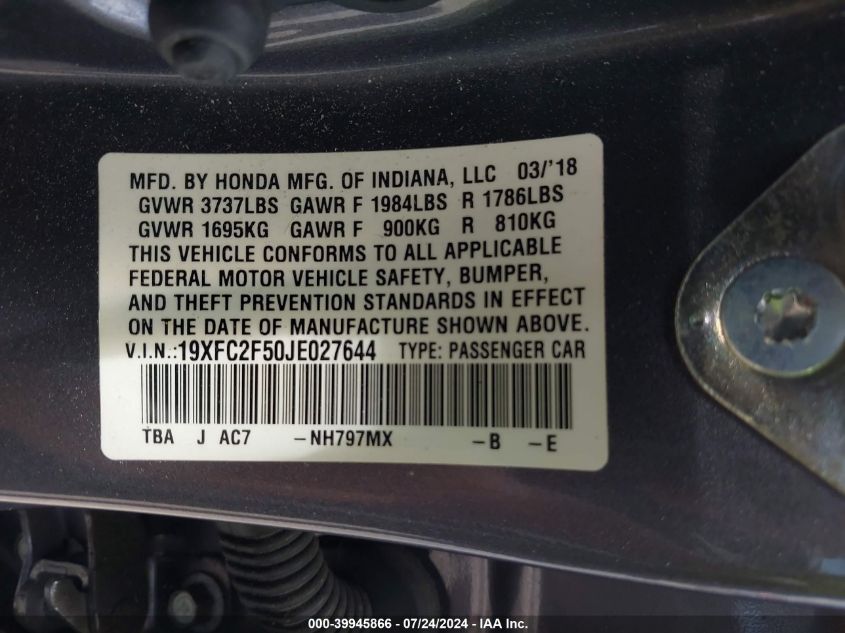 MFD. BY HONDA MFG. OF INDIANA, LLC 03/'18
GVWR 3737LBS GAWR F 1984LBS R 1786LBS
GVWR 1695KG GAWR F 900KG R 810KG
THIS VEHICLE CONFORMS TO ALL APPLICABLE
FEDERAL MOTOR VEHICLE SAFETY, BUMPER,
AND THEFT PREVENTION STANDARDS IN EFFECT
ON THE DATE OF MANUFACTURE SHOWN ABOVE.
V.I.N.:19XFC2F50JE027644 TYPE: PASSENGER CAR
TBA J AC7 -NH797MX -B -E
000-39945866 / 07/24/2024 - IAA, Inc.